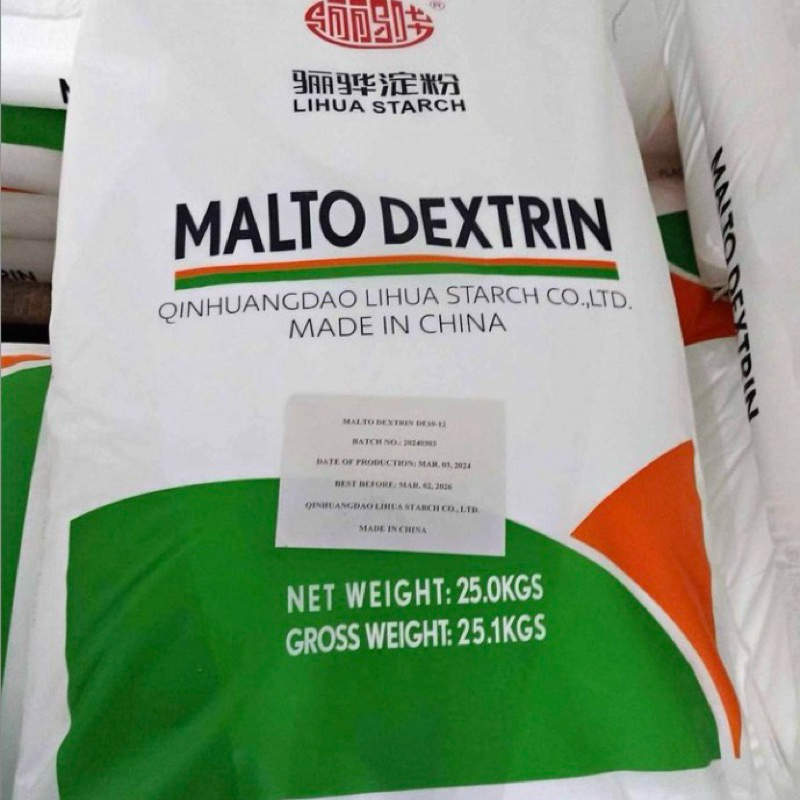 ®
骊骅淀粉
LIHUA STARCH
MALTO DEXTRIN
QINHUANGDAO LIHUA STARCH CO.,LTD.
MADE IN CHINA
MALTO DEXTRIN DE10-12
BATCH NO.: 20240303
DATE OF PRODUCTION: MAR. 03, 2024
BEST BEFORE: MAR. 02, 2026
QINHUANGDAO LIHUA STARCH CO., LTD.
MADE IN CHINA
NET WEIGHT: 25.0KGS
GROSS WEIGHT: 25.1KGS
MALTO DEXTRIN